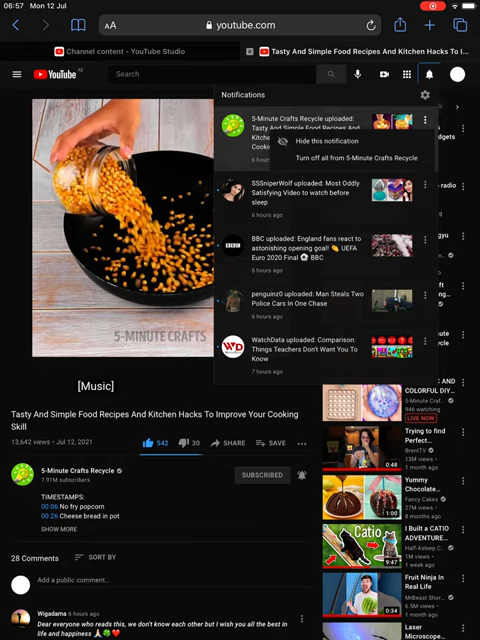 06:57 Mon 12 Jul
AA
youtube.com
Channel content - YouTube Studio
Tasty And Simple Food Recipes And Kitchen Hacks To I...
YouTube AZ
Search
Notifications
5-Minute Crafts Recycle uploaded:
Tasty And Simple Food Recipes And
Hide this notification
Turn off all from 5-Minute Crafts Recycle
SSSniperWolf uploaded: Most Oddly
Satisfying Video to watch before
sleep
6 hours ago
BBC uploaded: England fans react to
astonishing opening goal! 👏 UEFA
Euro 2020 Final ⚽ BBC
6 hours ago
penguinz0 uploaded: Man Steals Two
Police Cars In One Chase
6 hours ago
WatchData uploaded: Comparison:
Things Teachers Don't Want You To
Know
7 hours ago
BBC
WD
5-MINUTE CRAFTS
[Music]
Tasty And Simple Food Recipes And Kitchen Hacks To Improve Your Cooking
Skill
13,642 views • Jul 12, 2021
542
30
SHARE
SAVE
5-Minute Crafts Recycle
7.91M subscribers
SUBSCRIBED
TIMESTAMPS:
00:06 No fry popcorn
00:26 Cheese bread in pot
SHOW MORE
28 Comments
SORT BY
Add a public comment...
Wigadama 6 hours ago
Dear everyone who reads this, we don't know each other but I wish you all the best in
life and happiness 🙏🍀❤️
AND
COLORFUL DIY...
5-Minute Craf...
946 watching
LIVE NOW
Trying to find
Perfect...
BrentTV
13M views •
1 month ago
0:48
Yummy
Chocolate...
Fancy Cakes
27M views •
8 months ago
1:00
I Built a CATIO
ADVENTURE...
Half-Asleep C...
1M views •
1 week ago
Catio
9:47
Fruit Ninja In
Real Life
MrBeast Shor...
6.5M views •
1 month ago
0:34
Laser
Microscope...